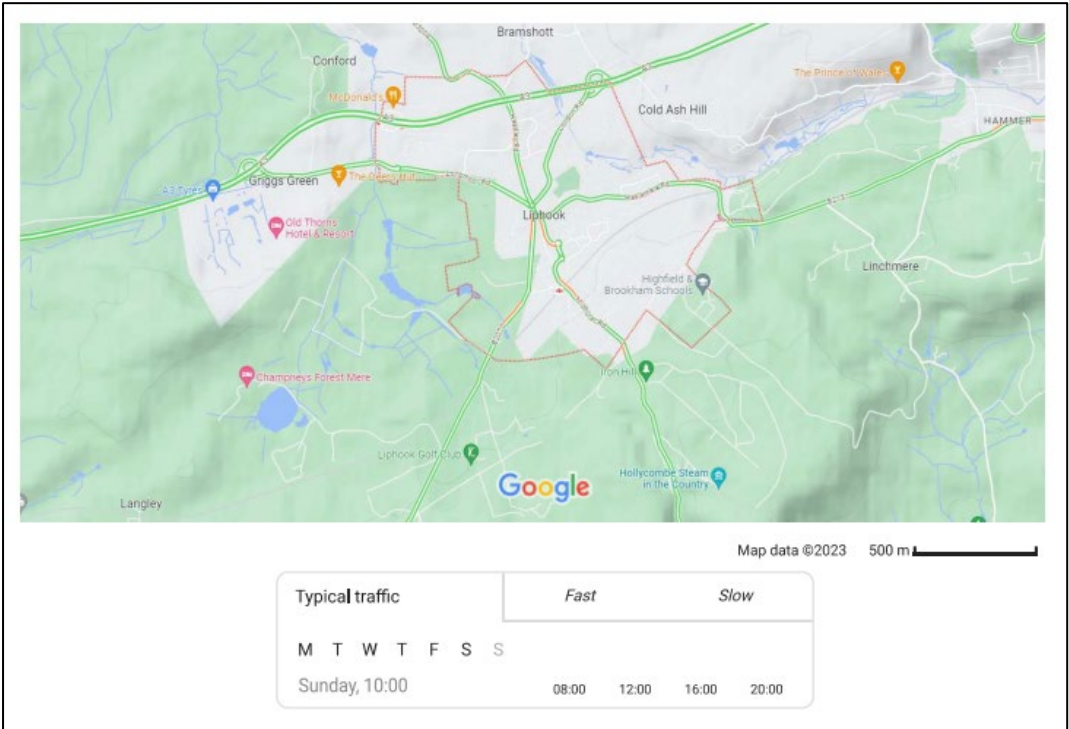 Bramshott
Conford
The Prince of Wales
McDonald's
A3
Cold Ash Hill
HAMMER
Griggs Green
The Deers Hut
A3 Tyres
Old Thorns
Hotel & Resort
Liphook
Linchmere
Highfield &
Brookham Schools
Iron Hill
Champneys Forest Mere
Liphook Golf Club
Hollycombe Steam
in the Country
Google
Langley
Map data ©2023 500 m
Typical traffic Fast Slow
M T W T F S S
Sunday, 10:00 08:00 12:00 16:00 20:00